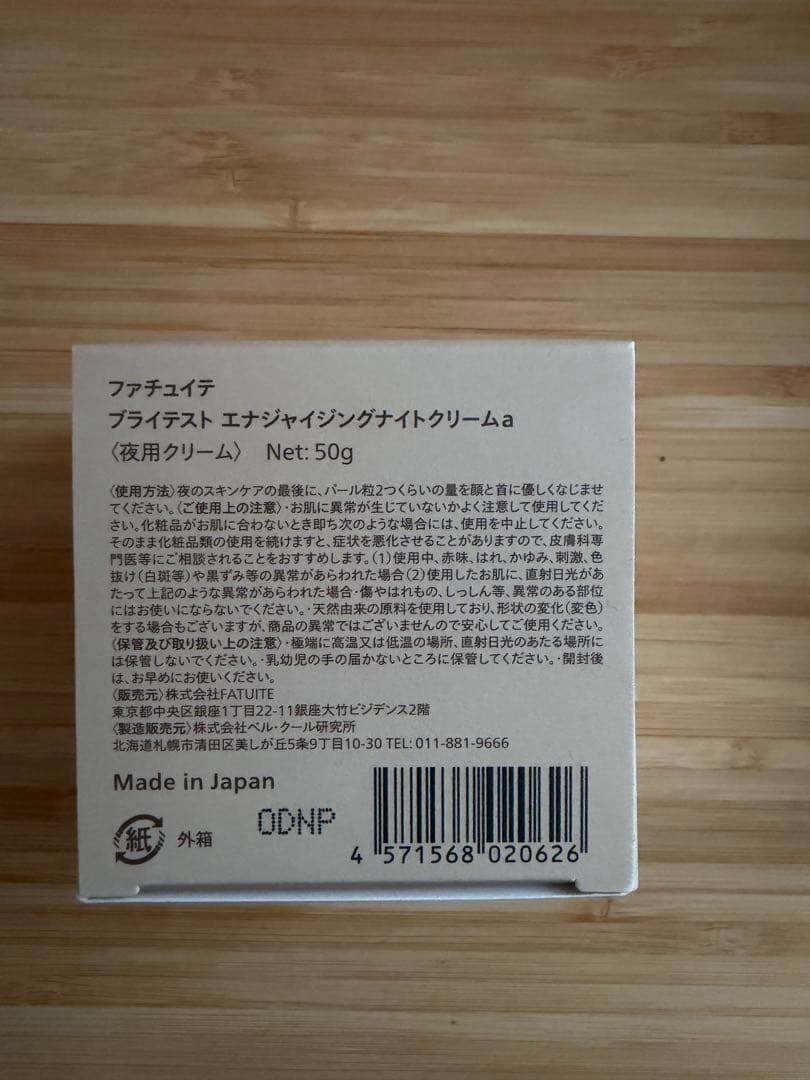 ファチュイテ
ブライテスト エナジャイジングナイトクリームa
〈夜用クリーム〉 Net: 50g
〈使用方法〉夜のスキンケアの最後に、パール粒2つくらいの量を顔と首に優しくなじませ
てください。〈ご使用上の注意〉・お肌に異常が生じていないかよく注意して使用してくだ
さい。化粧品がお肌に合わないとき即ち次のような場合には、使用を中止してください。
そのまま化粧品類の使用を続けますと、症状を悪化させることがありますので、皮膚科専
門医等にご相談されることをおすすめします。(1)使用中、赤味、はれ、かゆみ、刺激、色
抜け(白斑等)や黒ずみ等の異常があらわれた場合(2)使用したお肌に、直射日光があ
たって上記のような異常があらわれた場合・傷やはれもの、しっしん等、異常のある部位
にはお使いにならないでください。・天然由来の原料を使用しており、形状の変化(変色)
をする場合もございますが、商品の異常ではございませんので安心してご使用ください。
〈保管及び取り扱い上の注意〉・極端に高温又は低温の場所、直射日光のあたる場所に
は保管しないでください。・乳幼児の手の届かないところに保管してください。・開封後
は、お早めにお使いください。
〈販売元〉株式会社FATUITE
東京都中央区銀座1丁目22-11銀座大竹ビジデンス2階
〈製造販売元〉株式会社ベル・クール研究所
北海道札幌市清田区美しが丘5条9丁目10-30 TEL: 011-881-9666
Made in Japan
紙 外箱 ODNP
4 571568 020626